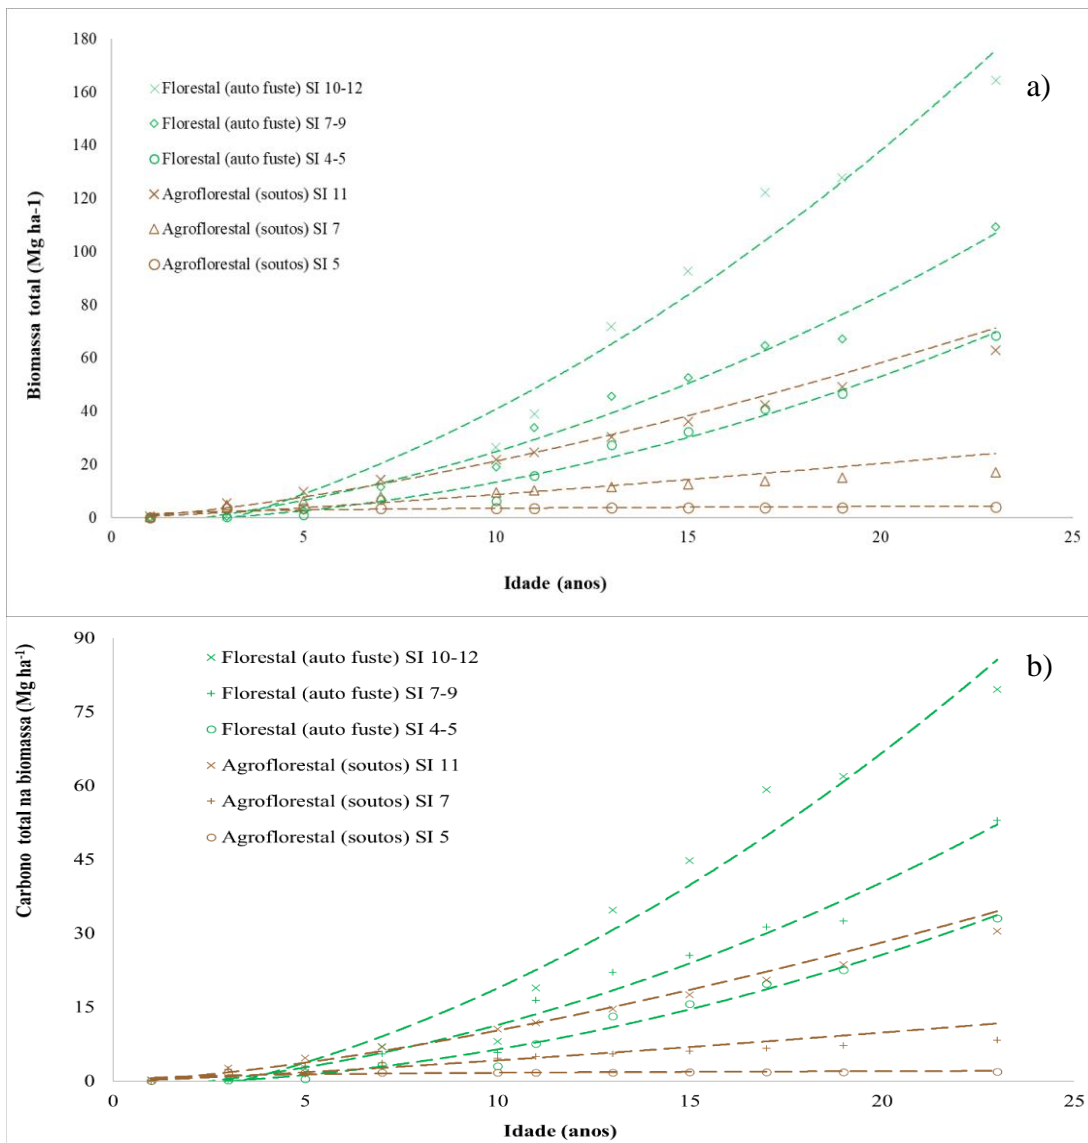 180
160
140
120
100
80
60
40
20
0
Biomassa total (Mg ha-1)
Florestal (auto fuste) SI 10-12
Florestal (auto fuste) SI 7-9
Florestal (auto fuste) SI 4-5
Agroflorestal (soutos) SI 11
Agroflorestal (soutos) SI 7
Agroflorestal (soutos) SI 5
a)
0 5 10 15 20 25
Idade (anos)
90
75
60
45
30
15
0
Carbono total na biomassa (Mg ha⁻¹)
Florestal (auto fuste) SI 10-12
Florestal (auto fuste) SI 7-9
Florestal (auto fuste) SI 4-5
Agroflorestal (soutos) SI 11
Agroflorestal (soutos) SI 7
Agroflorestal (soutos) SI 5
b)
0 5 10 15 20 25
Idade (anos)